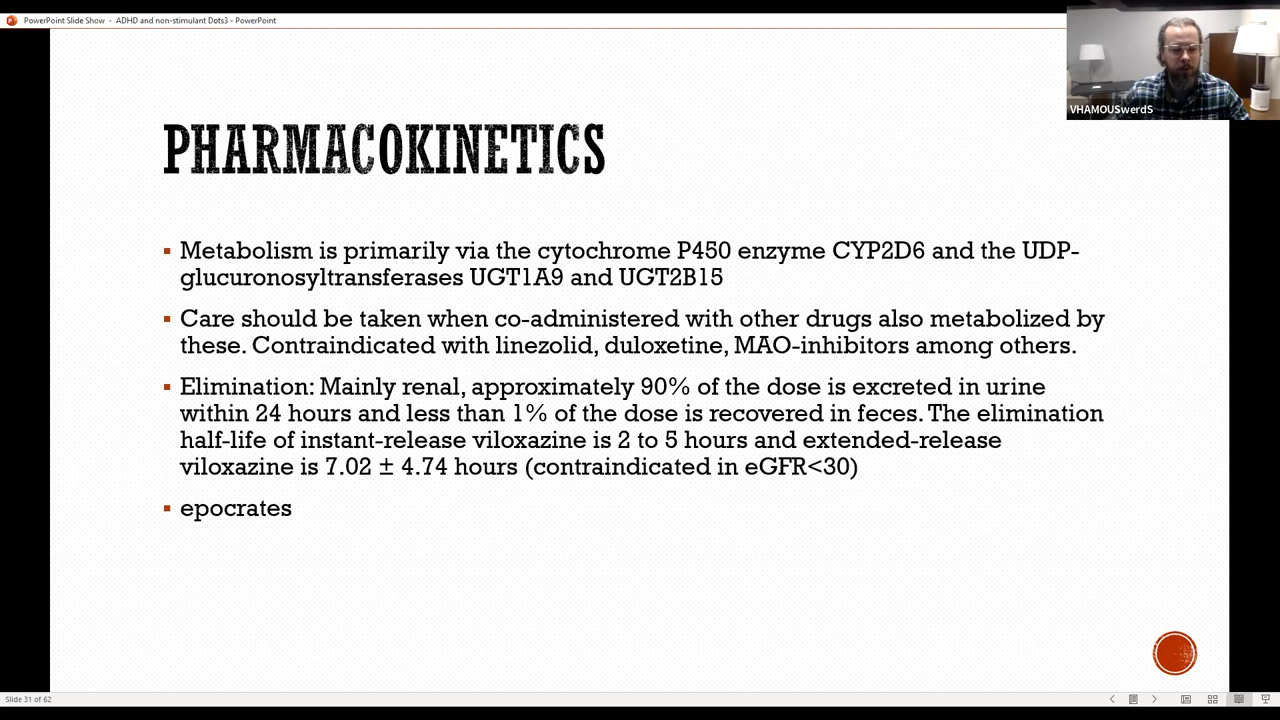 PowerPoint Slide Show - ADHD and non-stimulant Dots3 - PowerPoint
VHAMOUSwerdS
PHARMACOKINETICS
Metabolism is primarily via the cytochrome P450 enzyme CYP2D6 and the UDP-
glucuronosyltransferases UGT1A9 and UGT2B15
Care should be taken when co-administered with other drugs also metabolized by
these. Contraindicated with linezolid, duloxetine, MAO-inhibitors among others.
Elimination: Mainly renal, approximately 90% of the dose is excreted in urine
within 24 hours and less than 1% of the dose is recovered in feces. The elimination
half-life of instant-release viloxazine is 2 to 5 hours and extended-release
viloxazine is 7.02 ± 4.74 hours (contraindicated in eGFR<30)
epocrates
Slide 31 of 62